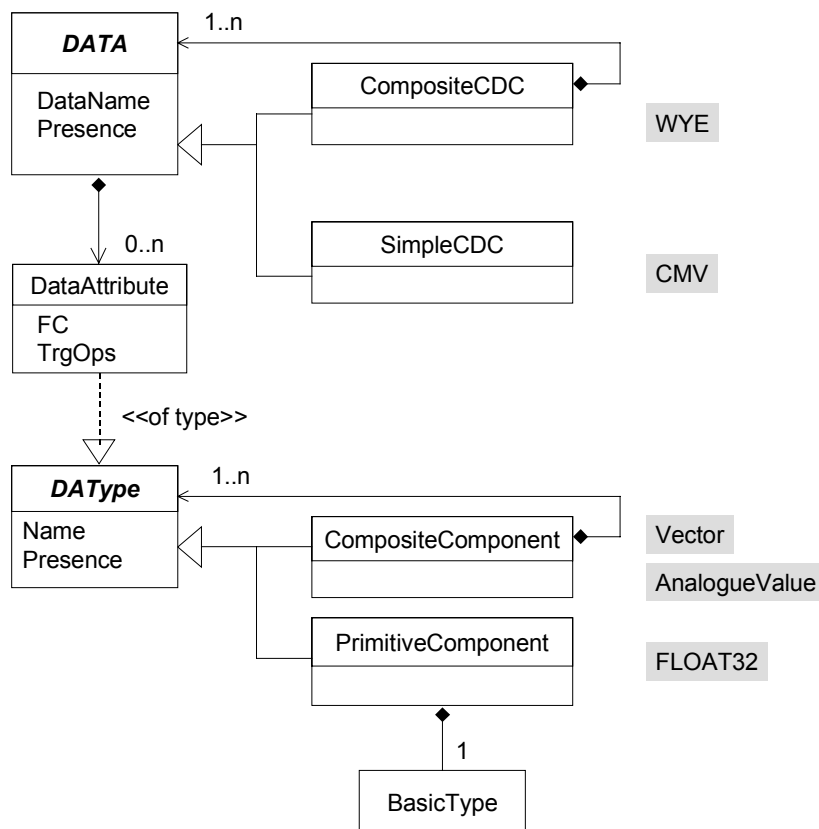 1..n
DATA
DataName
Presence
CompositeCDC
WYE
0..n
SimpleCDC
CMV
DataAttribute
FC
TrgOps
<<of type>>
DAType
1..n
Name
Presence
CompositeComponent
Vector
AnalogueValue
PrimitiveComponent
FLOAT32
1
BasicType